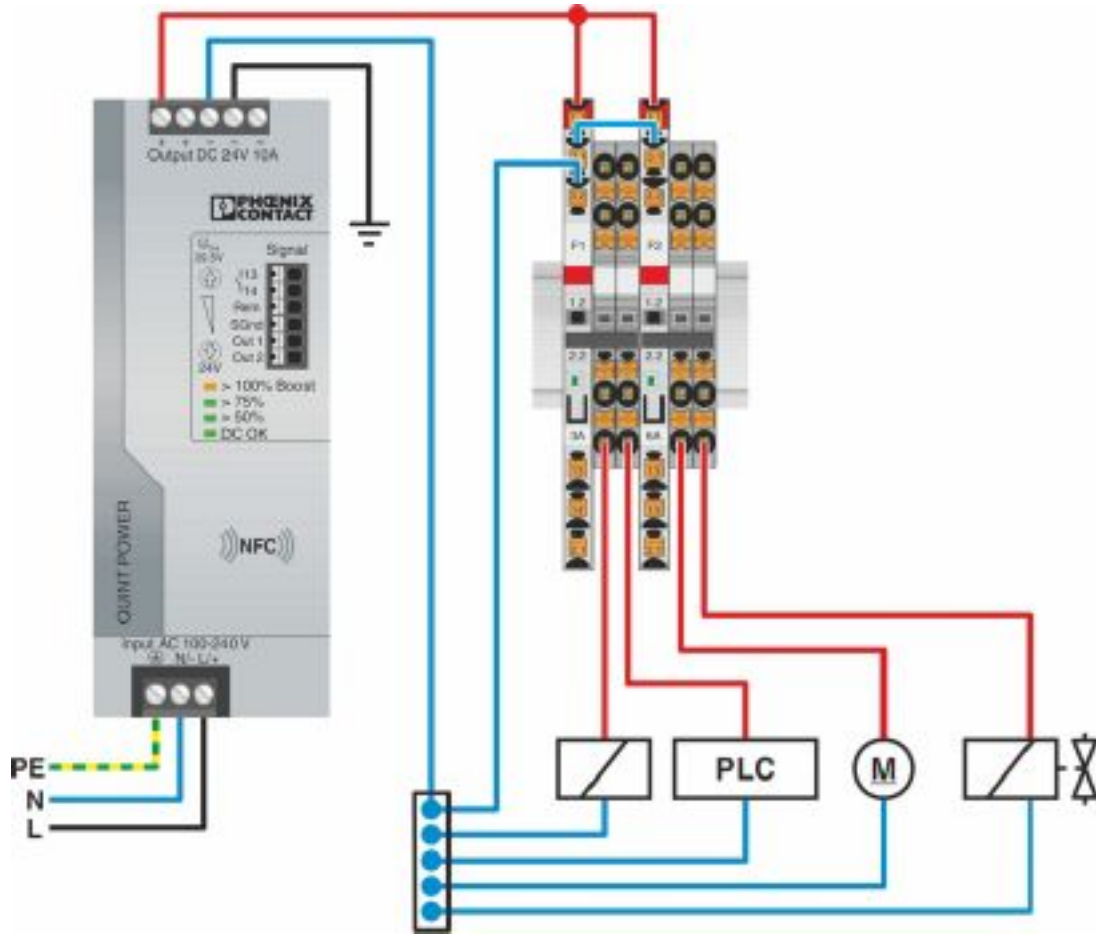 + + − − −
Output DC 24V 10A
PHŒNIX
CONTACT
Signal
13
14
Rem
SGnd
Out 1
Out 2
24V
> 100% Boost
> 75%
> 50%
DC OK
NFC
QUINT POWER
Input AC 100-240 V
N/- L/+
PE
N
L
F1
F2
1.2
1.2
2.2
2.2
3A
6A
PLC
M